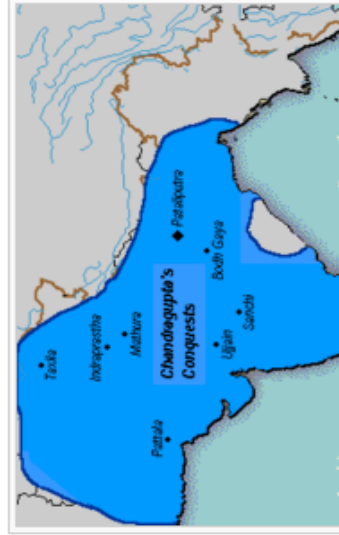 Taxila
Indraprastha
Mathura
Pataliputra
Chandragupta's
Conquests
Bodh Gaya
Pattala
Ujjain
Sanchi